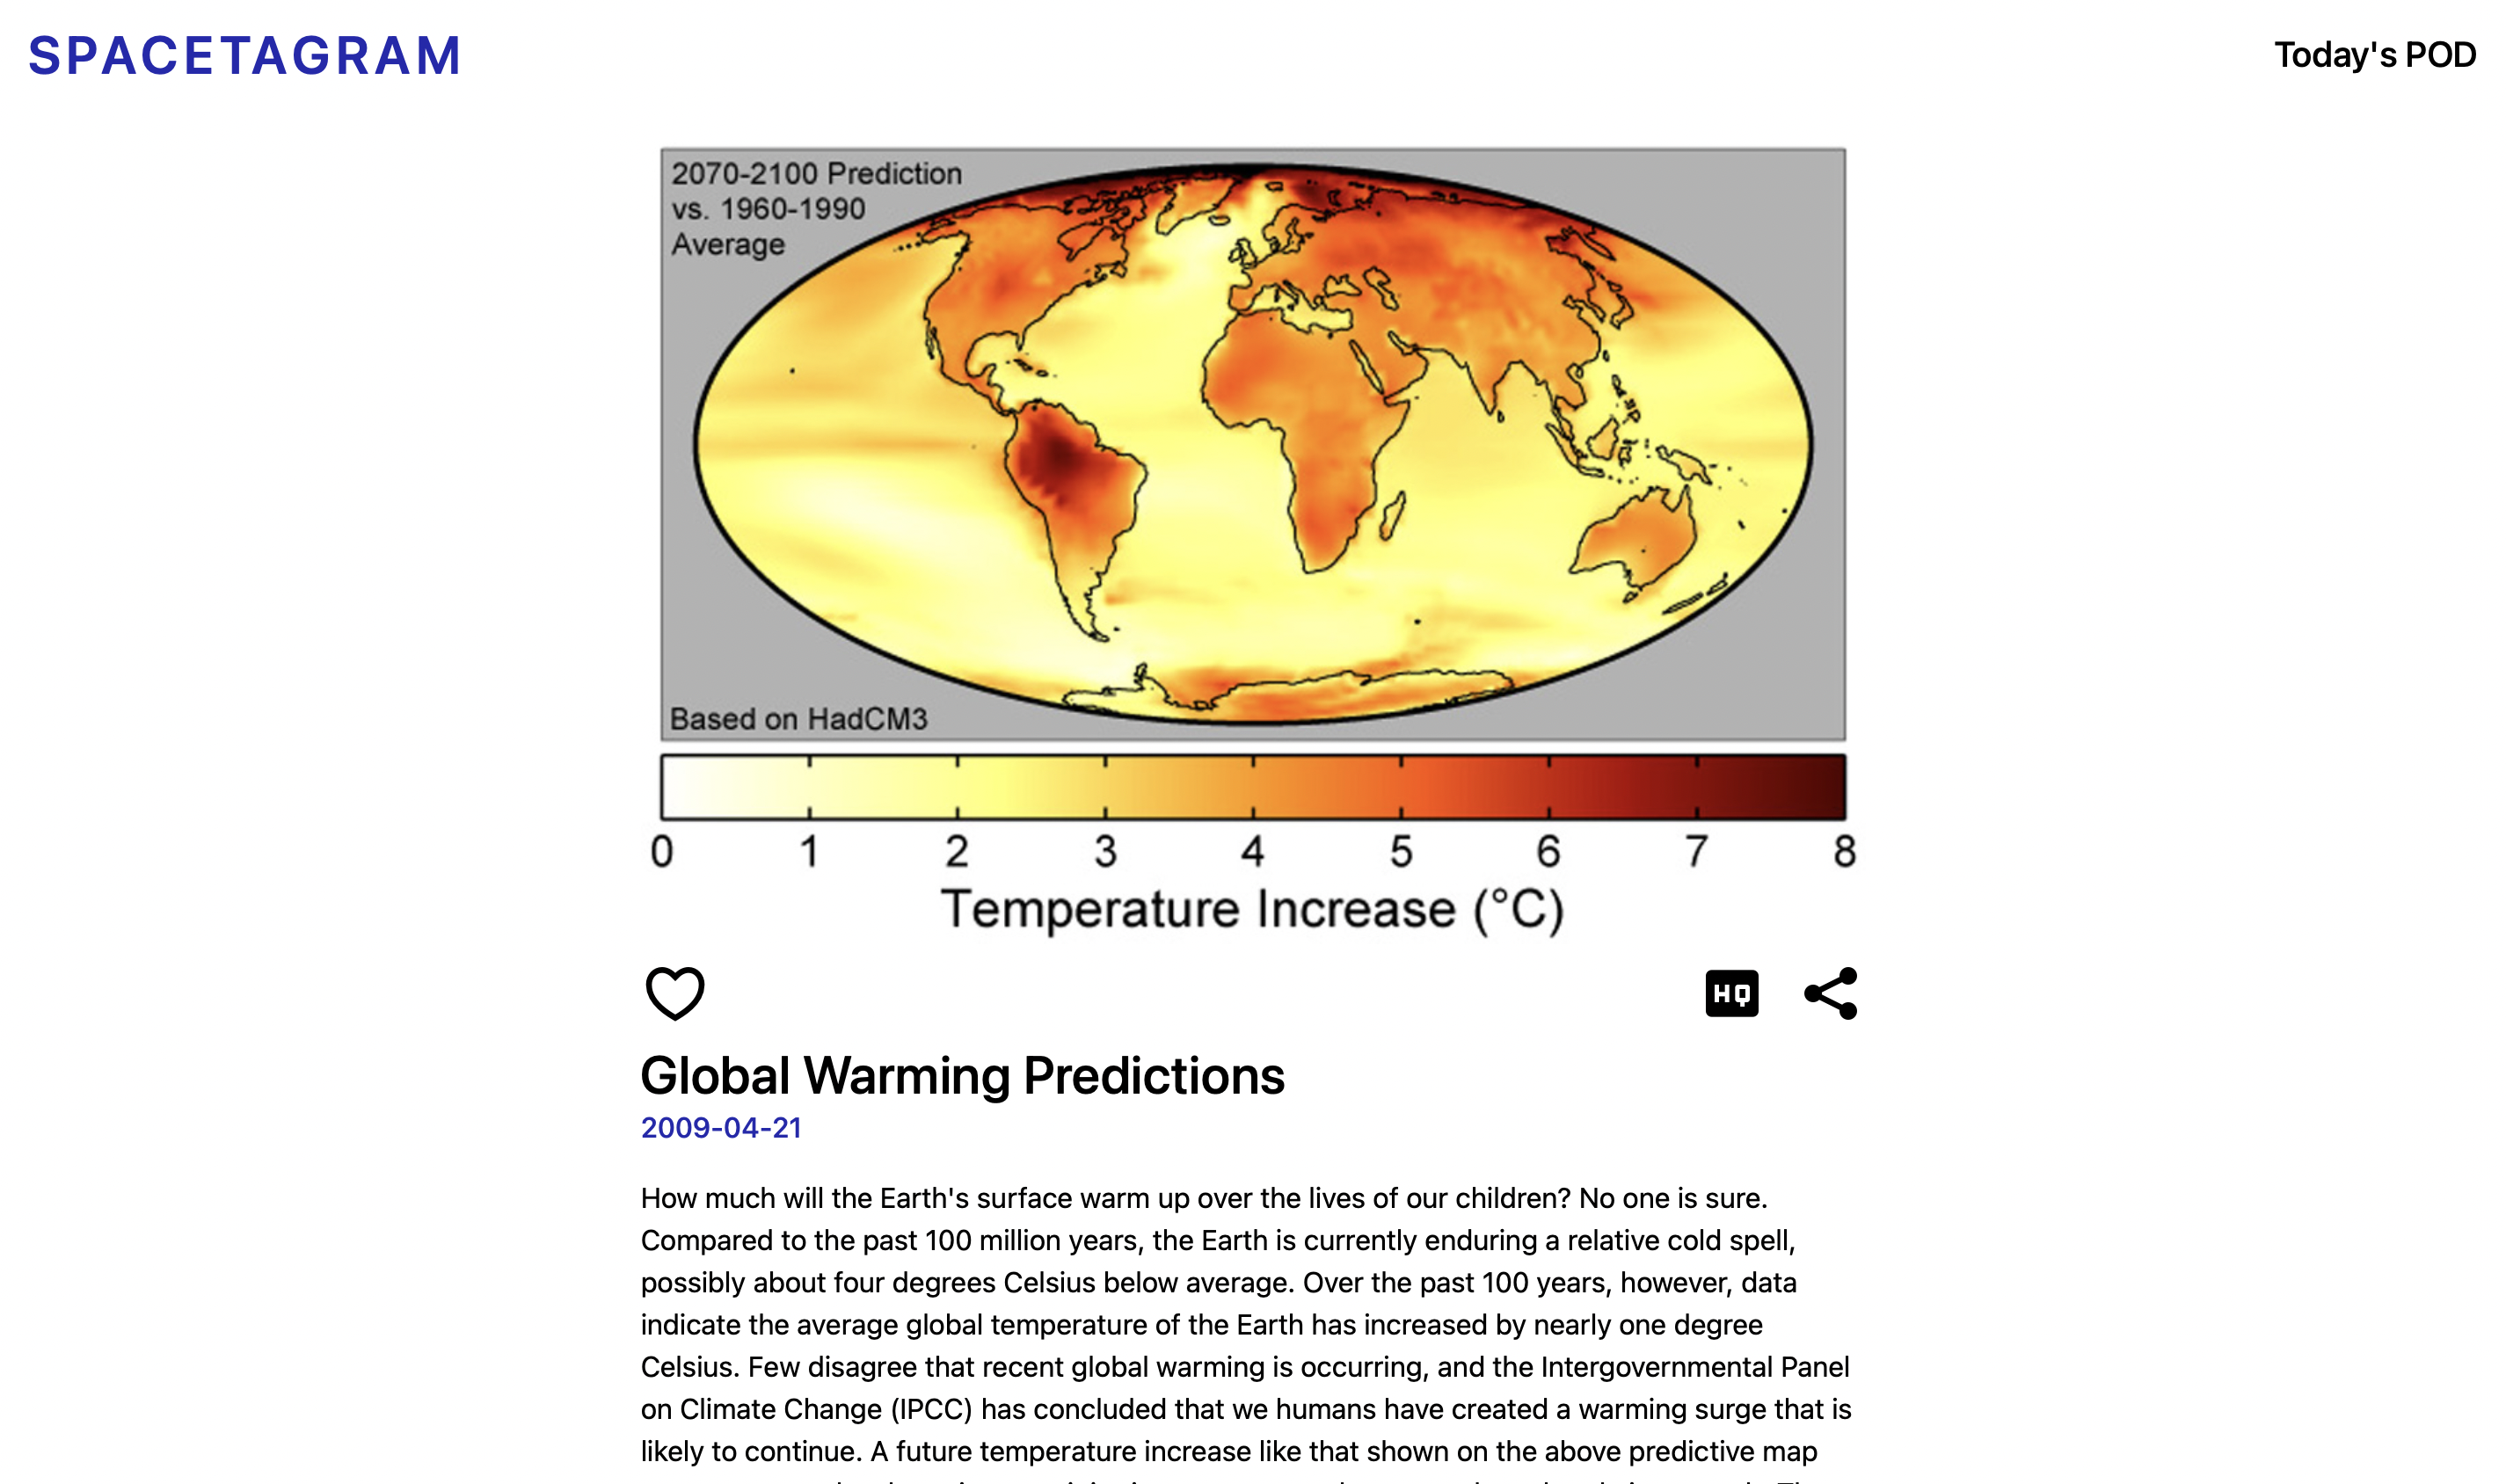 SPACETAGRAM
Today's POD
2070-2100 Prediction
vs. 1960-1990
Average
Based on HadCM3
0 1 2 3 4 5 6 7 8
Temperature Increase (°C)
HQ
Global Warming Predictions
2009-04-21
How much will the Earth's surface warm up over the lives of our children? No one is sure.
Compared to the past 100 million years, the Earth is currently enduring a relative cold spell,
possibly about four degrees Celsius below average. Over the past 100 years, however, data
indicate the average global temperature of the Earth has increased by nearly one degree
Celsius. Few disagree that recent global warming is occurring, and the Intergovernmental Panel
on Climate Change (IPCC) has concluded that we humans have created a warming surge that is
likely to continue. A future temperature increase like that shown on the above predictive map